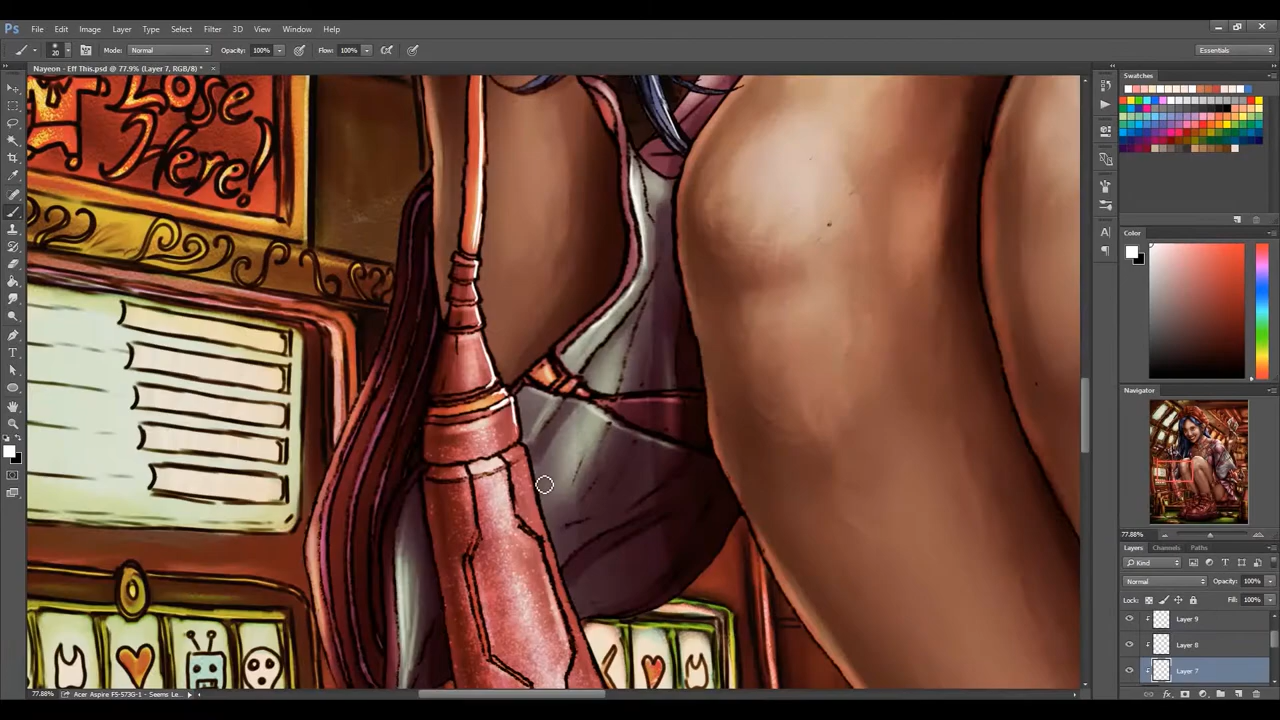 Ps File Edit Image Layer Type Select Filter 3D View Window Help
20 Mode: Normal Opacity: 100% Flow: 100% Essentials
Nayeon - Eff This.psd @ 77.9% (Layer 7, RGB/8) *
Lose
Here!
Swatches
Color
Navigator
77.88%
Layers Channels Paths
Kind
Normal Opacity: 100%
Lock: Fill: 100%
Layer 9
Layer 8
Layer 7
77.88% Acer Aspire F5-573G-1 - Seems Le...